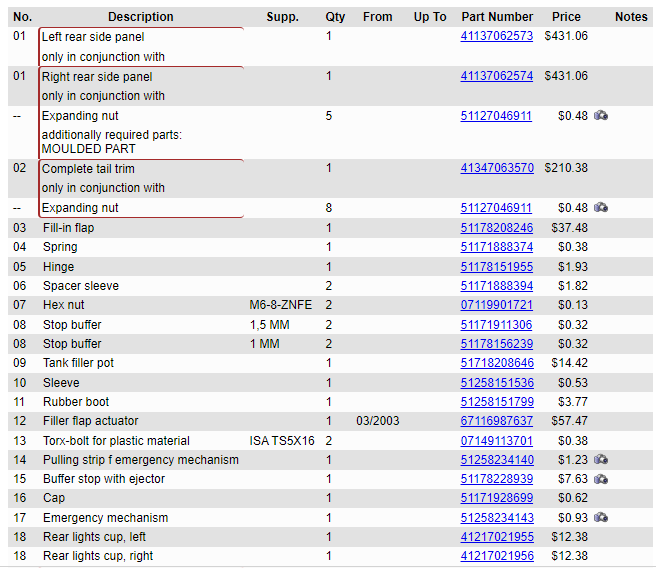 No. Description Supp. Qty From Up To Part Number Price Notes
01 Left rear side panel 1 41137062573 $431.06
only in conjunction with
01 Right rear side panel 1 41137062574 $431.06
only in conjunction with
-- Expanding nut 5 51127046911 $0.48
additionally required parts:
MOULDED PART
02 Complete tail trim 1 41347063570 $210.38
only in conjunction with
-- Expanding nut 8 51127046911 $0.48
03 Fill-in flap 1 51178208246 $37.48
04 Spring 1 51171888374 $0.38
05 Hinge 1 51178151955 $1.93
06 Spacer sleeve 2 51171888394 $1.82
07 Hex nut M6-8-ZNFE 2 07119901721 $0.13
08 Stop buffer 1,5 MM 2 51171911306 $0.32
08 Stop buffer 1 MM 2 51178156239 $0.32
09 Tank filler pot 1 51718208646 $14.42
10 Sleeve 1 51258151536 $0.53
11 Rubber boot 1 51258151799 $3.77
12 Filler flap actuator 1 03/2003 67116987637 $57.47
13 Torx-bolt for plastic material ISA TS5X16 2 07149113701 $0.38
14 Pulling strip f emergency mechanism 1 51258234140 $1.23
15 Buffer stop with ejector 1 51178228939 $7.63
16 Cap 1 51171928699 $0.62
17 Emergency mechanism 1 51258234143 $0.93
18 Rear lights cup, left 1 41217021955 $12.38
18 Rear lights cup, right 1 41217021956 $12.38